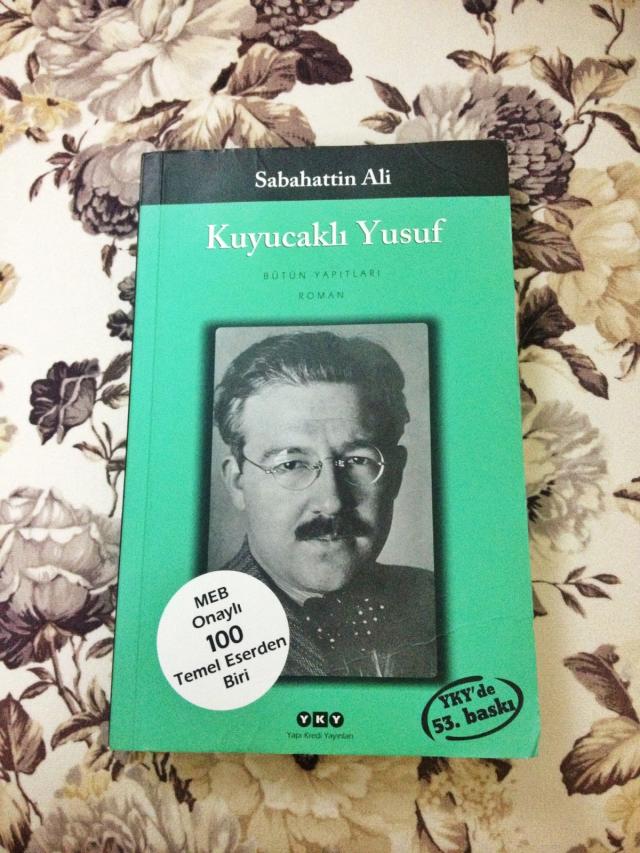 Sabahattin Ali
Kuyucaklı Yusuf
BÜTÜN YAPITLARI
ROMAN
MEB
Onaylı
100
Temel Eserden
Biri
YKY
Yapı Kredi Yayınları
YKY'de
53. baskı